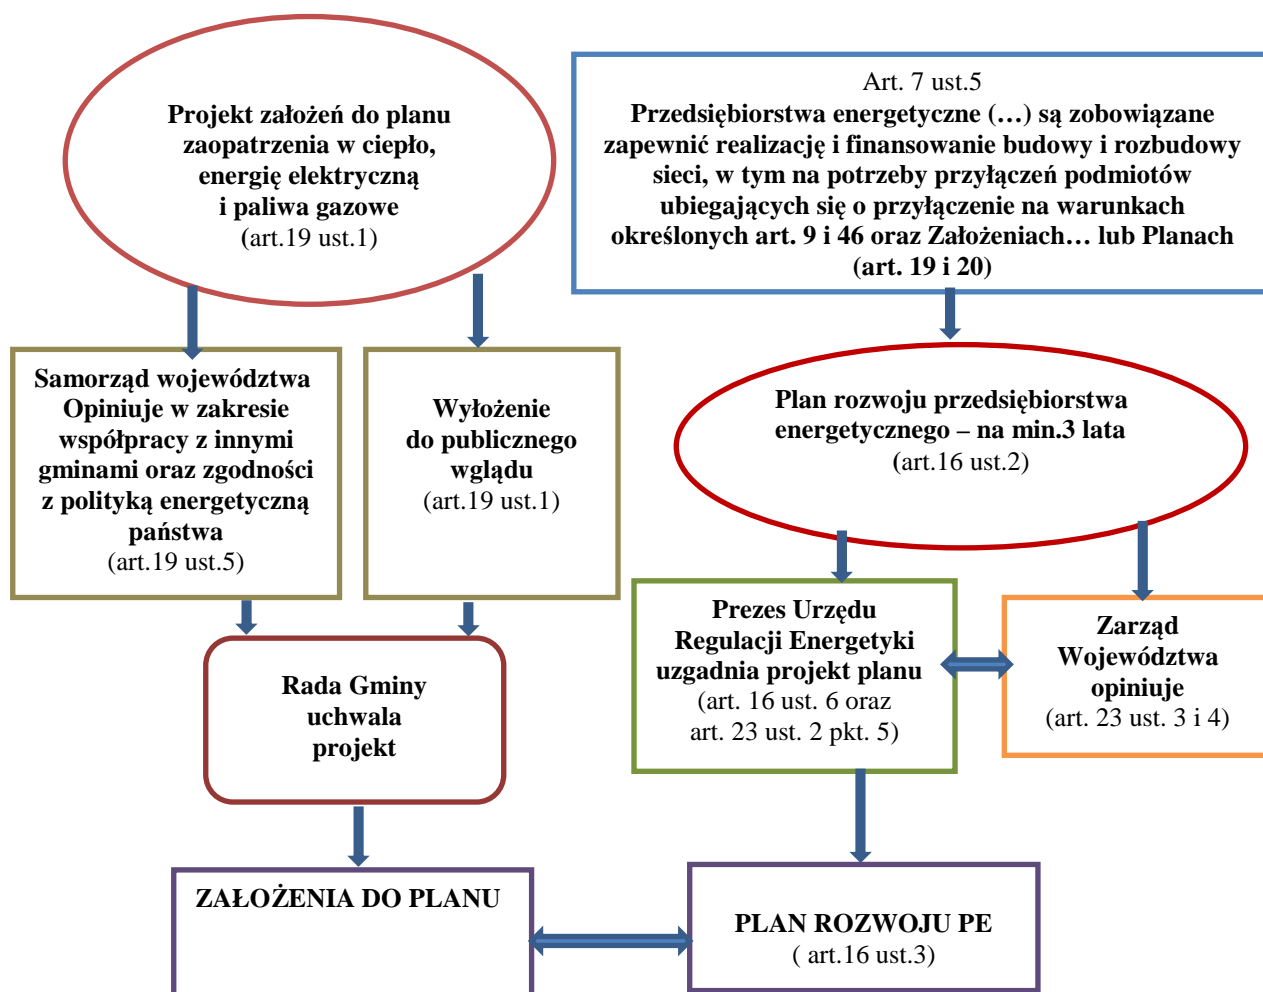 Projekt założeń do planu
zaopatrzenia w ciepło,
energię elektryczną
i paliwa gazowe
(art.19 ust.1)
Art. 7 ust.5
Przedsiębiorstwa energetyczne (…) są zobowiązane
zapewnić realizację i finansowanie budowy i rozbudowy
sieci, w tym na potrzeby przyłączeń podmiotów
ubiegających się o przyłączenie na warunkach
określonych art. 9 i 46 oraz Założeniach… lub Planach
(art. 19 i 20)
Samorząd województwa
Opiniuje w zakresie
współpracy z innymi
gminami oraz zgodności
z polityką energetyczną
państwa
(art.19 ust.5)
Wyłożenie
do publicznego
wglądu
(art.19 ust.1)
Plan rozwoju przedsiębiorstwa
energetycznego – na min.3 lata
(art.16 ust.2)
Prezes Urzędu
Regulacji Energetyki
uzgadnia projekt planu
(art. 16 ust. 6 oraz
art. 23 ust. 2 pkt. 5)
Zarząd
Województwa
opiniuje
(art. 23 ust. 3 i 4)
Rada Gminy
uchwala
projekt
ZAŁOŻENIA DO PLANU
PLAN ROZWOJU PE
( art.16 ust.3)